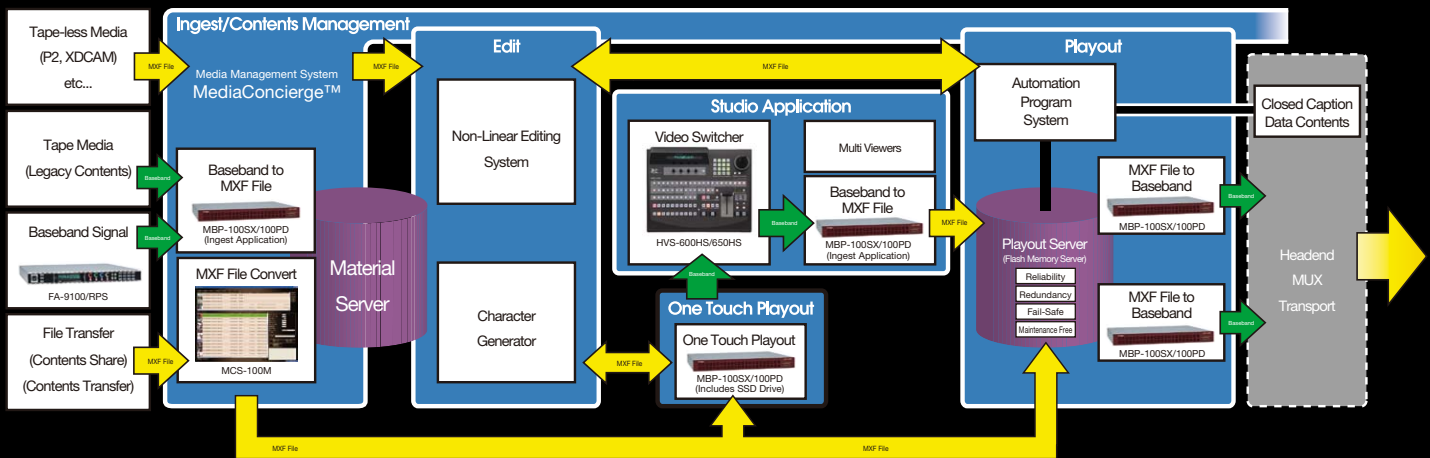 Tape-less Media
(P2, XDCAM)
etc...
MXF File
Tape Media
(Legacy Contents)
Baseband
Baseband Signal
FA-9100/RPS
Baseband
File Transfer
(Contents Share)
(Contents Transfer)
MXF File
Ingest/Contents Management
Media Management System
MediaConcierge™
MXF File
Baseband to
MXF File
MBP-100SX/100PD
(Ingest Application)
MXF File Convert
MCS-100M
Material
Server
Edit
Non-Linear Editing
System
Character
Generator
MXF File
MXF File
Studio Application
Video Switcher
HVS-600HS/650HS
Multi Viewers
Baseband
Baseband to
MXF File
MBP-100SX/100PD
(Ingest Application)
MXF File
Baseband
One Touch Playout
One Touch Playout
MBP-100SX/100PD
(Includes SSD Drive)
Playout
Automation
Program
System
Playout Server
(Flash Memory Server)
Reliability
Redundancy
Fail-Safe
Maintenance Free
MXF File to
Baseband
MBP-100SX/100PD
Baseband
MXF File to
Baseband
MBP-100SX/100PD
Baseband
Closed Caption
Data Contents
Headend
MUX
Transport
MXF File
MXF File